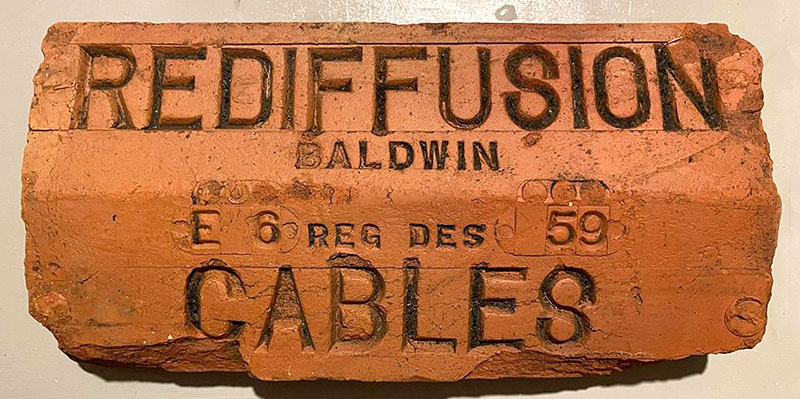 REDIFFUSION
BALDWIN
E 6 REG DES 59
CABLES